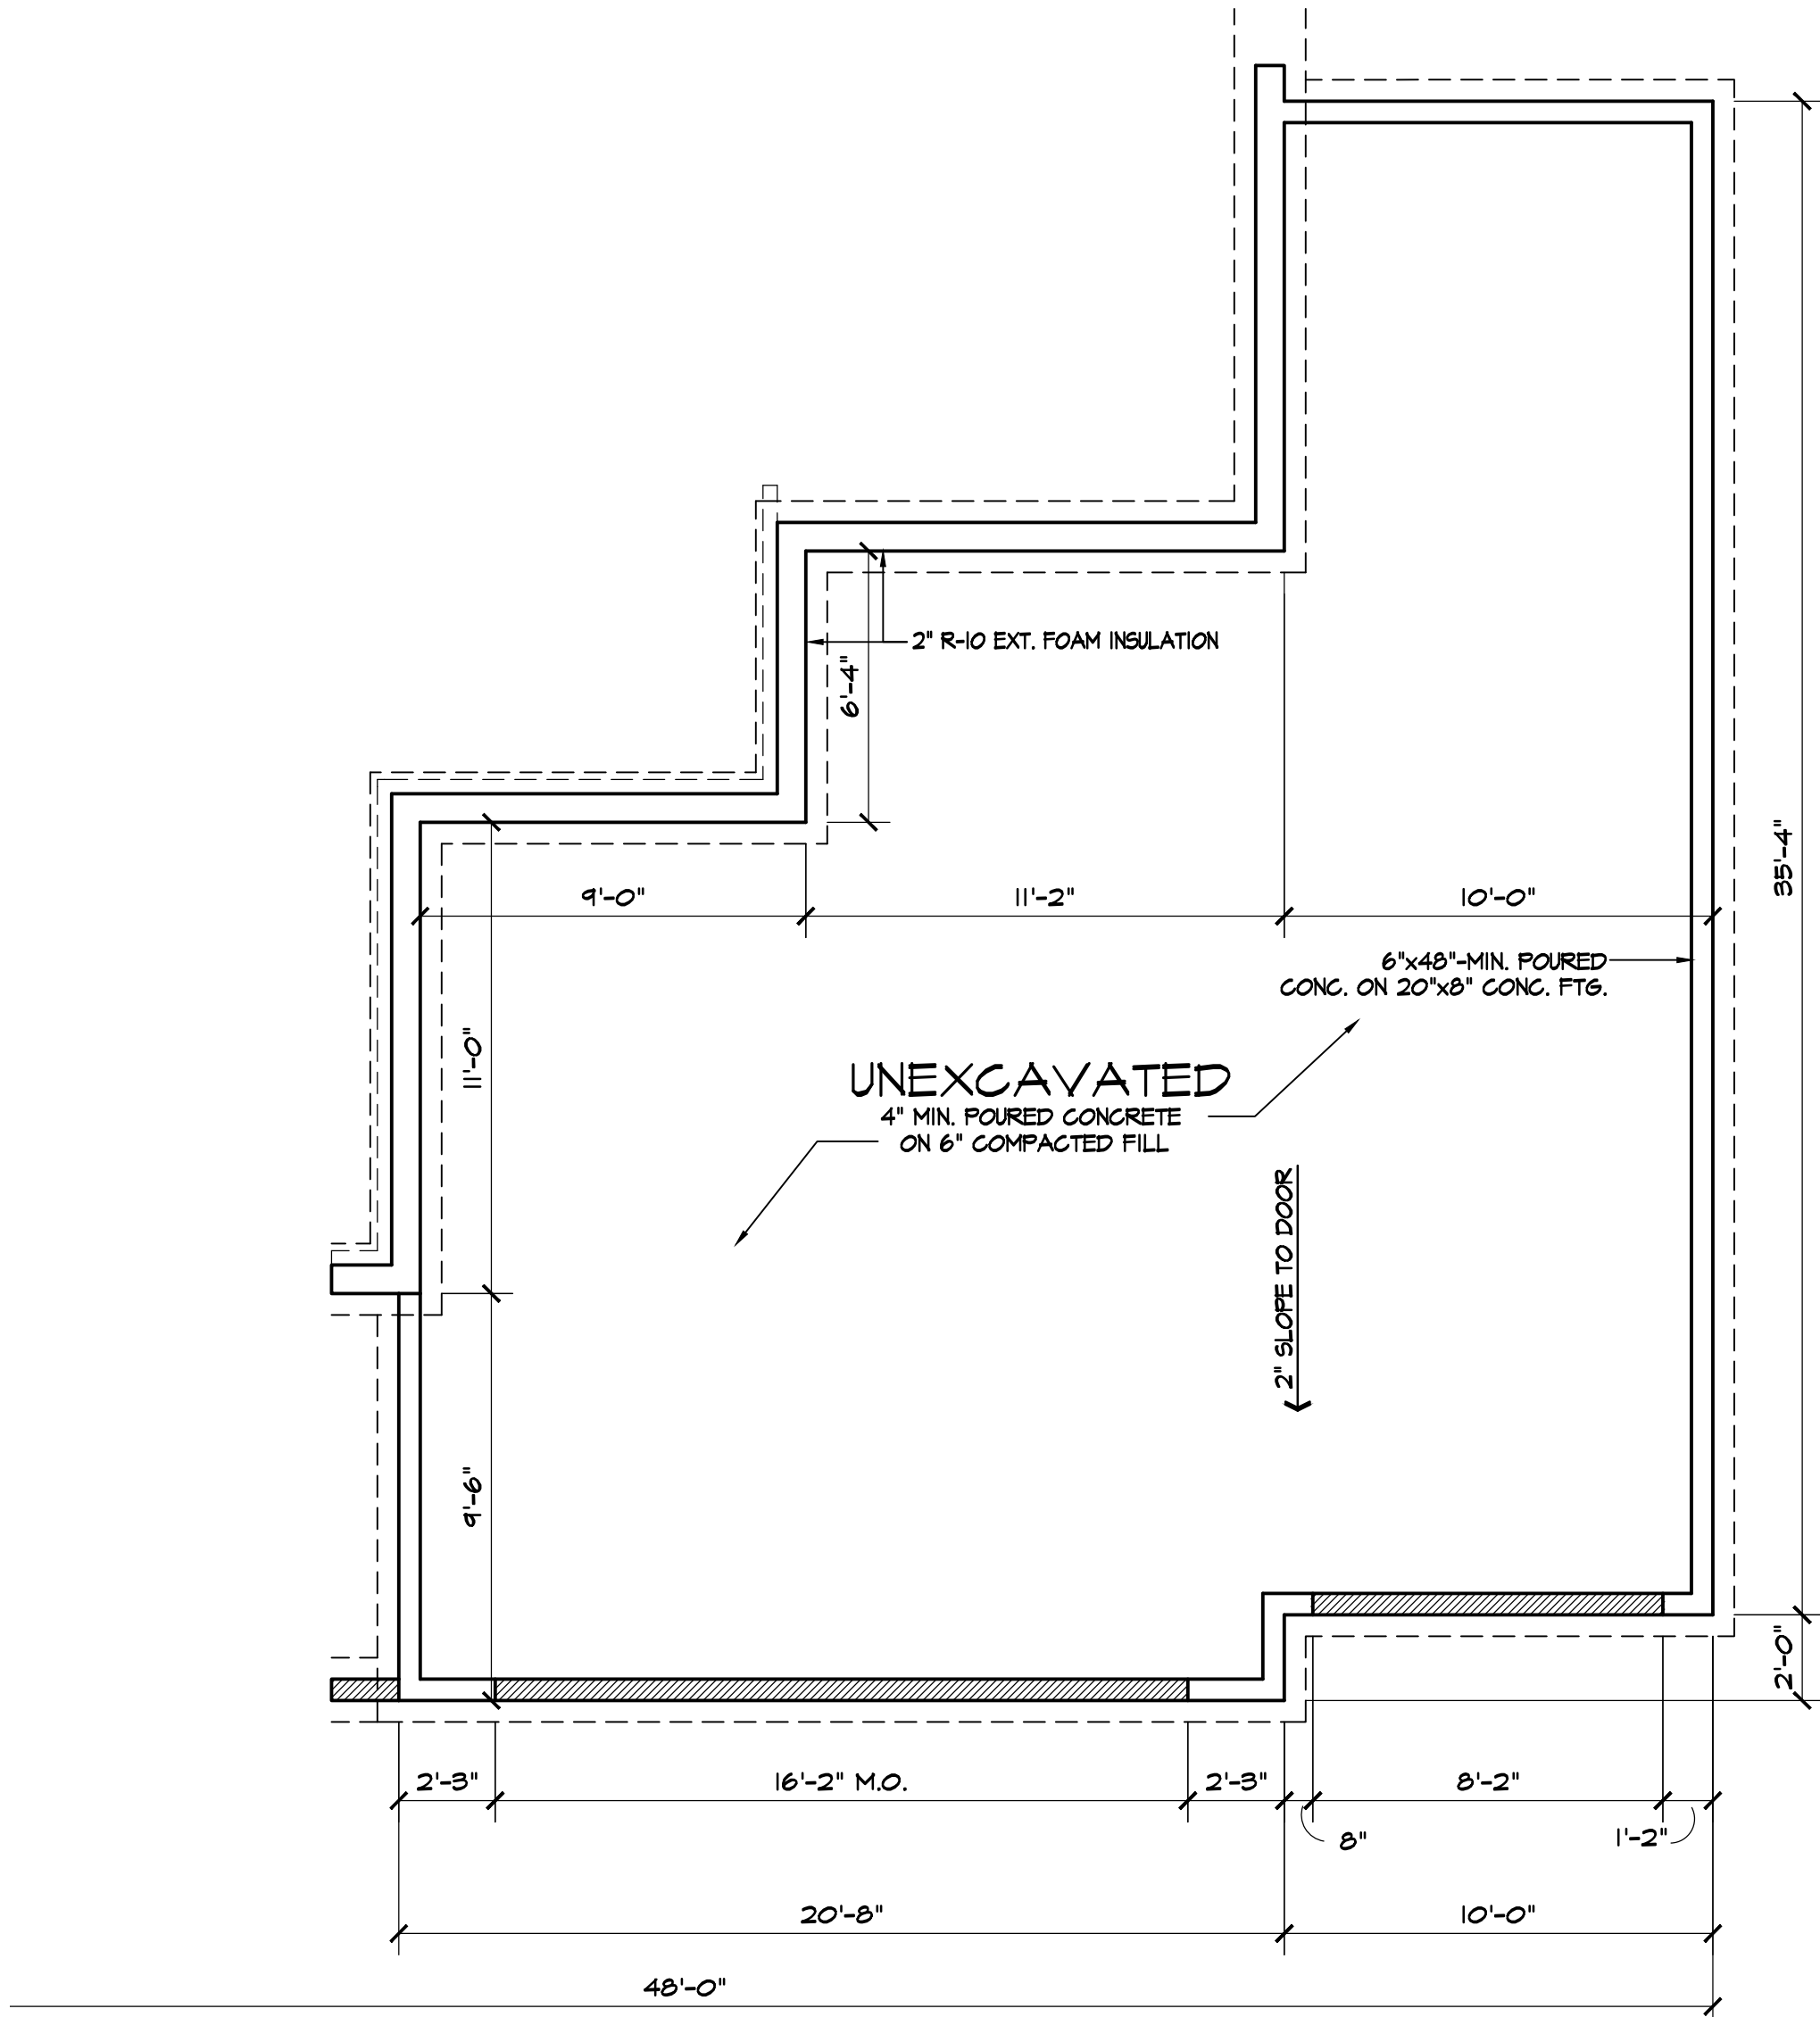 2" R-10 EXT. FOAM INSULATION
6'-4"
35'-4"
9'-0"
11'-2"
10'-0"
6"x48"-MIN. POURED
CONC. ON 20"x8" CONC. FTG.
11'-0"
UNEXCAVATED
4" MIN. POURED CONCRETE
ON 6" COMPACTED FILL
2" SLOPE TO DOOR
9'-6"
2'-0"
2'-3"
16'-2" M.O.
2'-3"
8'-2"
8"
1'-2"
20'-8"
10'-0"
48'-0"